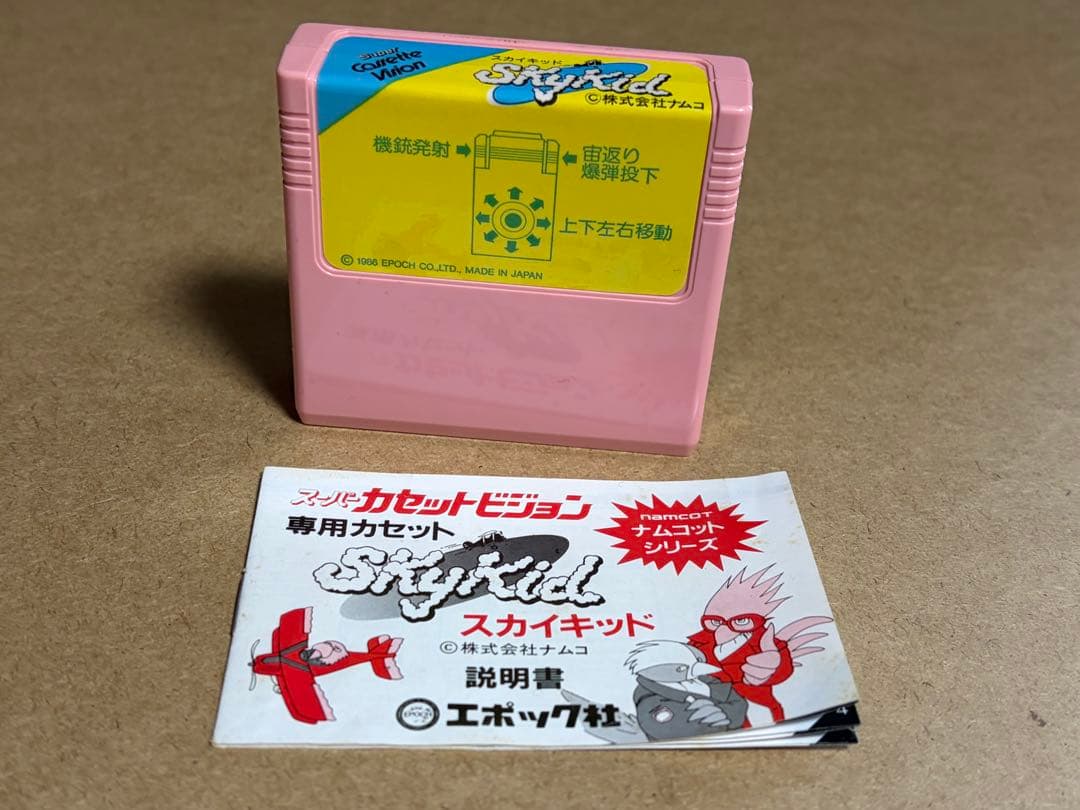 SUPER
Cassette
Vision
スカイキッド
SKyKid
©株式会社ナムコ
機銃発射
宙返り
爆弾投下
上下左右移動
© 1986 EPOCH CO.,LTD., MADE IN JAPAN
スーパーカセットビジョン
専用カセット
namcot
ナムコット
シリーズ
SKyKid
スカイキッド
©株式会社ナムコ
説明書
EPOCH
エポック社
4